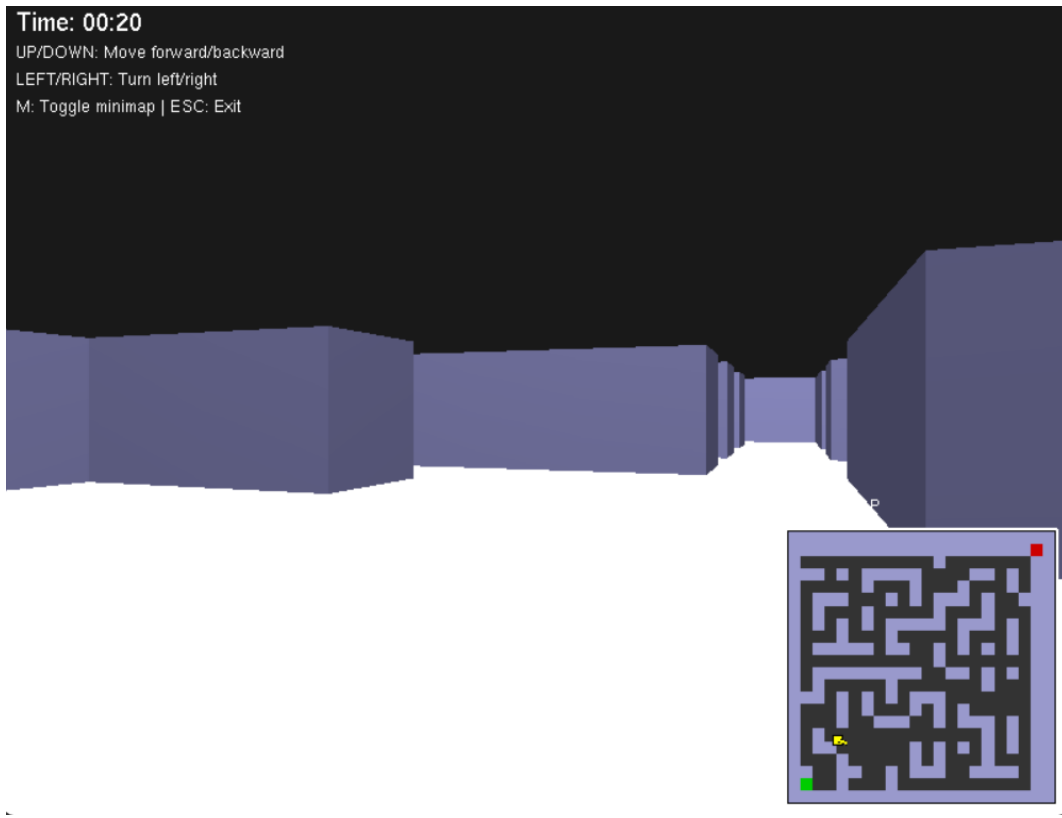 Time: 00:20
UP/DOWN: Move forward/backward
LEFT/RIGHT: Turn left/right
M: Toggle minimap | ESC: Exit